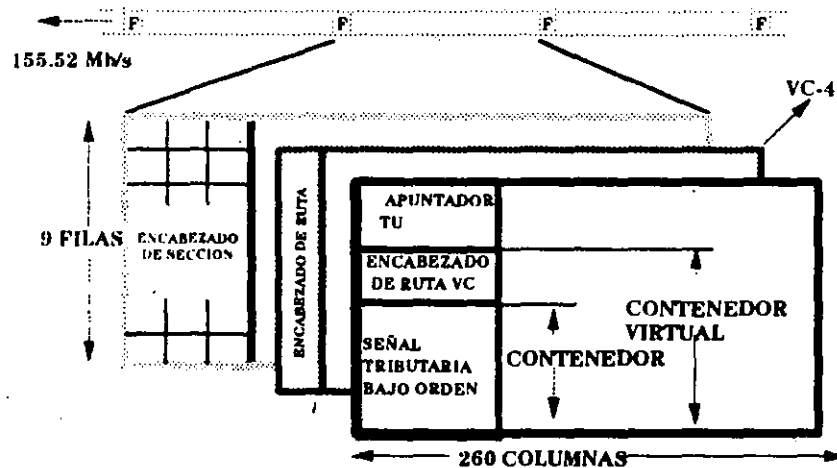 F F F F
155.52 Mb/s
VC-4
9 FILAS
ENCABEZADO
DE SECCION
ENCABEZADO DE RUTA
APUNTADOR
TU
ENCABEZADO
DE RUTA VC
SEÑAL
TRIBUTARIA
BAJO ORDEN
CONTENEDOR
CONTENEDOR
VIRTUAL
260 COLUMNAS